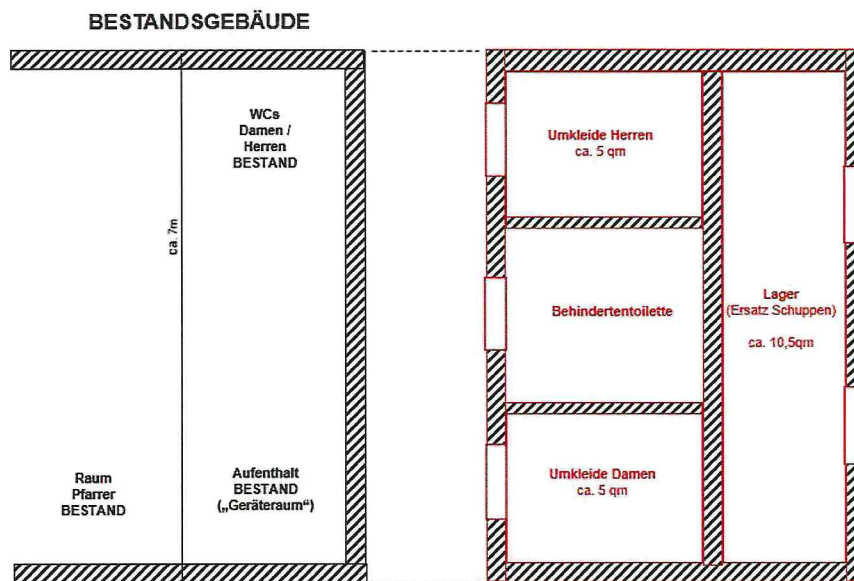 BESTANDSGEBÄUDE
WCs
Damen /
Herren
BESTAND
ca. 7m
Raum
Pfarrer
BESTAND
Aufenthalt
BESTAND
(„Geräteraum“)
Umkleide Herren
ca. 5 qm
Behindertentoilette
Umkleide Damen
ca. 5 qm
Lager
(Ersatz Schuppen)
ca. 10,5qm